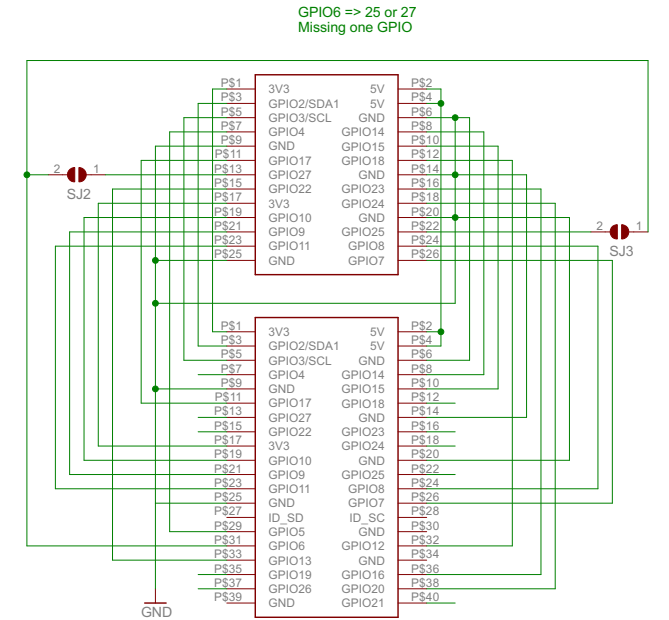 GPIO6 => 25 or 27
Missing one GPIO
P$1 3V3 5V P$2
P$3 GPIO2/SDA1 5V P$4
P$5 GPIO3/SCL GND P$6
P$7 GPIO4 GPIO14 P$8
P$9 GND GPIO15 P$10
P$11 GPIO17 GPIO18 P$12
2 1 P$13 GPIO27 GND P$14
SJ2 P$15 GPIO22 GPIO23 P$16
P$17 3V3 GPIO24 P$18
P$19 GPIO10 GND P$20
P$21 GPIO9 GPIO25 P$22 2 1
P$23 GPIO11 GPIO8 P$24 SJ3
P$25 GND GPIO7 P$26
P$1 3V3 5V P$2
P$3 GPIO2/SDA1 5V P$4
P$5 GPIO3/SCL GND P$6
P$7 GPIO4 GPIO14 P$8
P$9 GND GPIO15 P$10
P$11 GPIO17 GPIO18 P$12
P$13 GPIO27 GND P$14
P$15 GPIO22 GPIO23 P$16
P$17 3V3 GPIO24 P$18
P$19 GPIO10 GND P$20
P$21 GPIO9 GPIO25 P$22
P$23 GPIO11 GPIO8 P$24
P$25 GND GPIO7 P$26
P$27 ID_SD ID_SC P$28
P$29 GPIO5 GND P$30
P$31 GPIO6 GPIO12 P$32
P$33 GPIO13 GND P$34
P$35 GPIO19 GPIO16 P$36
P$37 GPIO26 GPIO20 P$38
P$39 GND GPIO21 P$40
GND